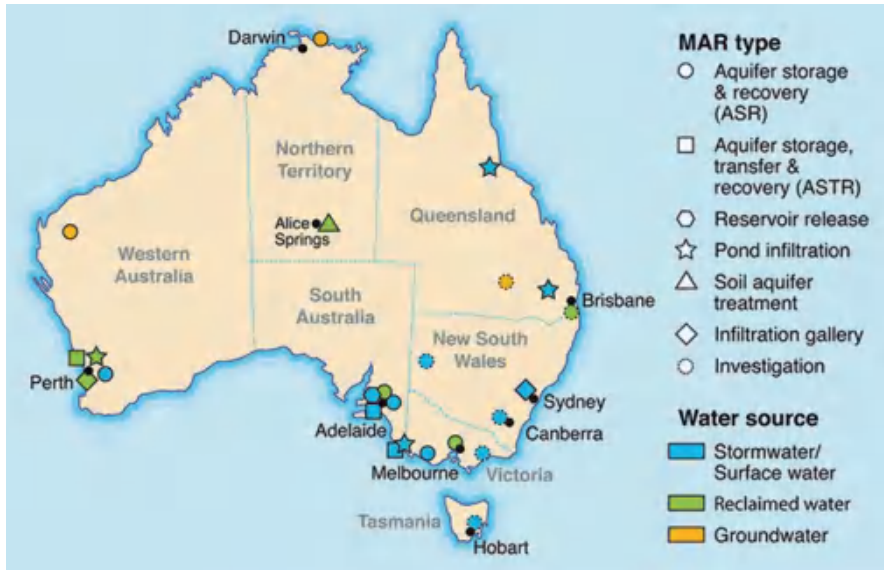 Darwin
Northern
Territory
Alice
Springs
Queensland
Western
Australia
South
Australia
Brisbane
New South
Wales
Perth
Sydney
Adelaide
Canberra
Melbourne
Victoria
Tasmania
Hobart
MAR type
Aquifer storage
& recovery
(ASR)
Aquifer storage,
transfer &
recovery (ASTR)
Reservoir release
Pond infiltration
Soil aquifer
treatment
Infiltration gallery
Investigation
Water source
Stormwater/
Surface water
Reclaimed water
Groundwater